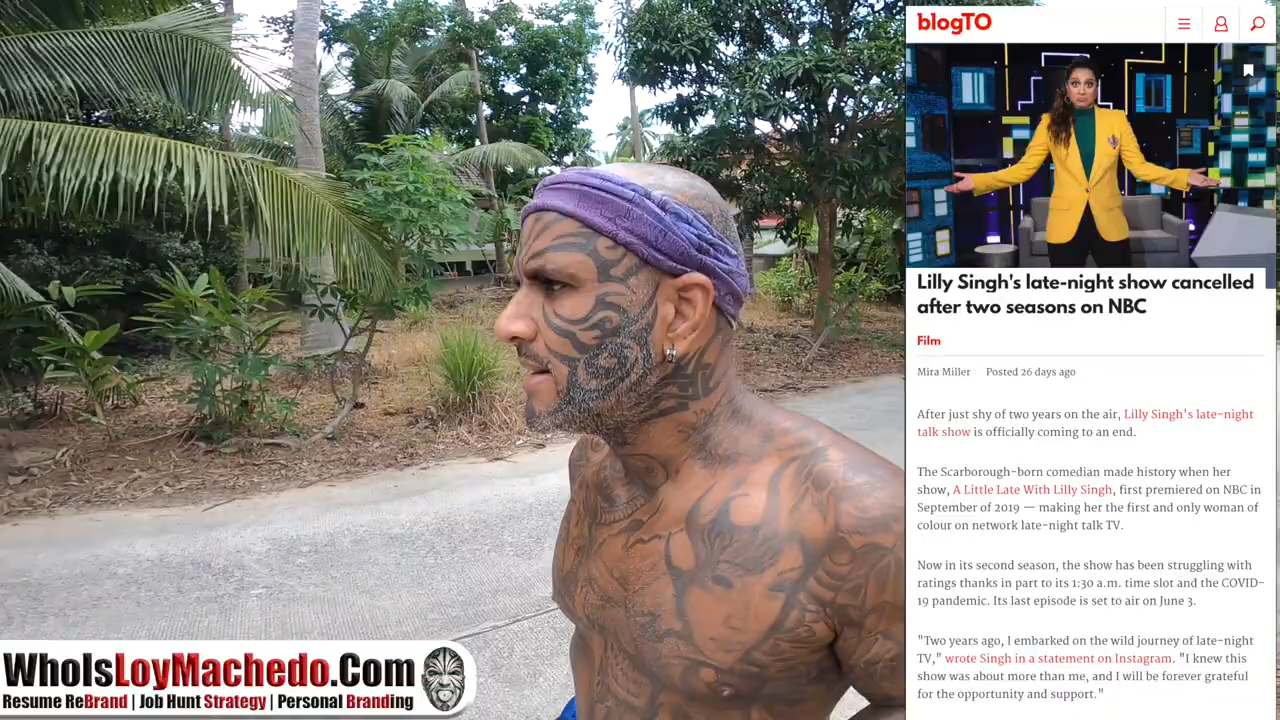 blogTO
Lilly Singh's late-night show cancelled
after two seasons on NBC
Film
Mira Miller Posted 26 days ago
After just shy of two years on the air, Lilly Singh's late-night
talk show is officially coming to an end.
The Scarborough-born comedian made history when her
show, A Little Late With Lilly Singh, first premiered on NBC in
September of 2019 — making her the first and only woman of
colour on network late-night talk TV.
Now in its second season, the show has been struggling with
ratings thanks in part to its 1:30 a.m. time slot and the COVID-
19 pandemic. Its last episode is set to air on June 3.
"Two years ago, I embarked on the wild journey of late-night
TV," wrote Singh in a statement on Instagram. "I knew this
show was about more than me, and I will be forever grateful
for the opportunity and support."
WhoIsLoyMachedo.Com
Resume ReBrand | Job Hunt Strategy | Personal Branding